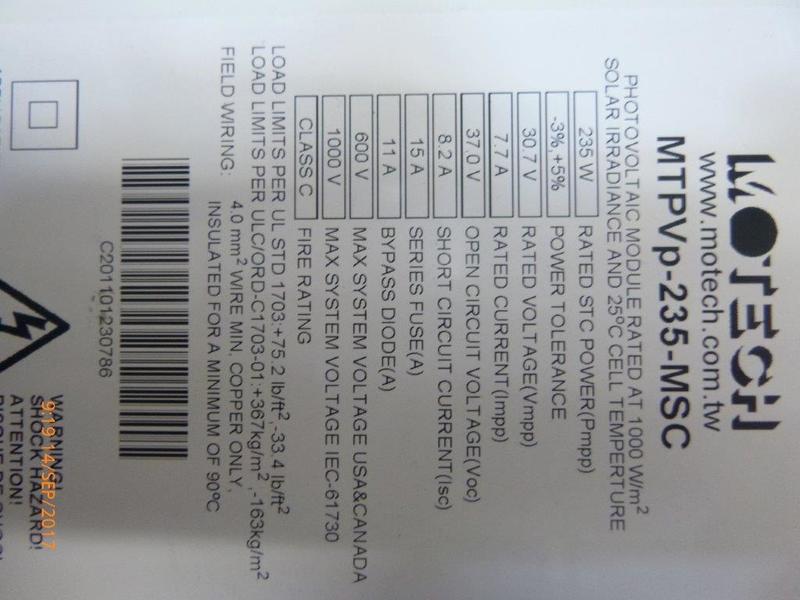 MOTECH
www.motech.com.tw
MTPVp-235-MSC
PHOTOVOLTAIC MODULE RATED AT 1000 W/m²
SOLAR IRRADIANCE AND 25ºC CELL TEMPERTURE
235 W RATED STC POWER(Pmpp)
-3% ,+5% POWER TOLERANCE
30.7 V RATED VOLTAGE(Vmpp)
7.7 A RATED CURRENT(Impp)
37.0 V OPEN CIRCUIT VOLTAGE(Voc)
8.2 A SHORT CIRCUIT CURRENT(Isc)
15 A SERIES FUSE(A)
11 A BYPASS DIODE(A)
600 V MAX SYSTEM VOLTAGE USA&CANADA
1000 V MAX SYSTEM VOLTAGE IEC-61730
CLASS C FIRE RATING
LOAD LIMITS PER UL STD 1703:+75.2 lb/ft² ,-33.4 lb/ft²
LOAD LIMITS PER ULC/ORD-C1703-01:+367kg/m² ,-163kg/m²
FIELD WIRING: 4.0 mm² WIRE MIN, COPPER ONLY,
INSULATED FOR A MINIMUM OF 90ºC
C201101230786
WARNING!
SHOCK HAZARD!
ATTENTION!
9:19 14/SEP/2017